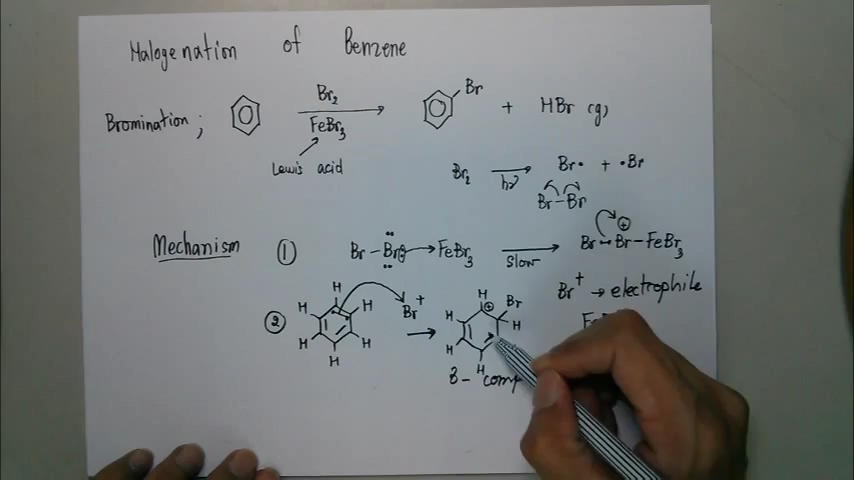 Halogenation of Benzene
Bromination ; Br₂ FeBr₃ Br + HBr (g)
Lewis acid
Br₂ hν Br• + •Br
Br – Br
Mechanism ① Br – Br FeBr₃ slow Br – Br – FeBr₃ ⊕
Br⁺ → electrophile
② H H H H H H Br⁺ H ⊕ Br H H H H